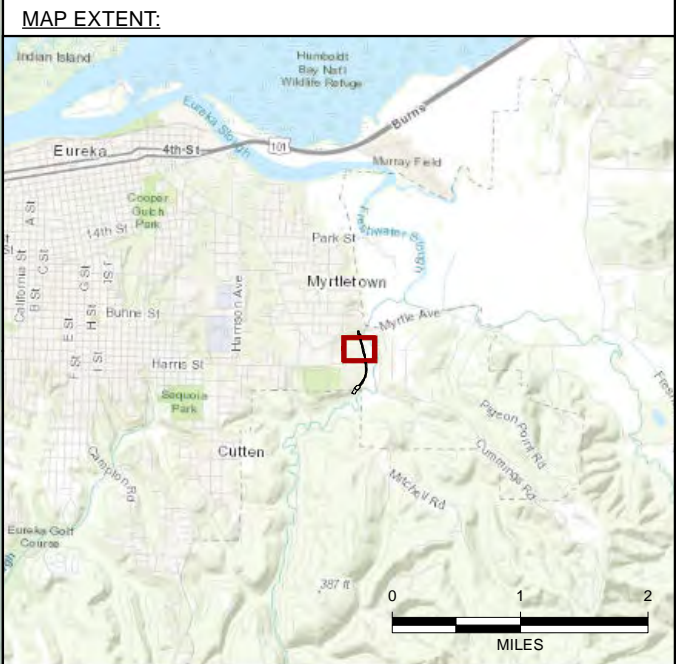 MAP EXTENT:
Indian Island
Humboldt
Bay Nat'l
Wildlife Refuge
Eureka Slough
Burns
Eureka
4th St
101
Murray Field
Cooper
Gulch
Park
14th St
A St
C St
B St
California St
St
G St
J St
H St
E St
I St
F St
Park St
Freshwater Slough
Myrtletown
Buhne St
Harrison Ave
Myrtle Ave
Harris St
Sequoia
Park
Cutten
Campton Rd
Pigeon Point Rd
Cummings Rd
Mitchell Rd
Eureka Golf
Course
387 ft
0 1 2
MILES